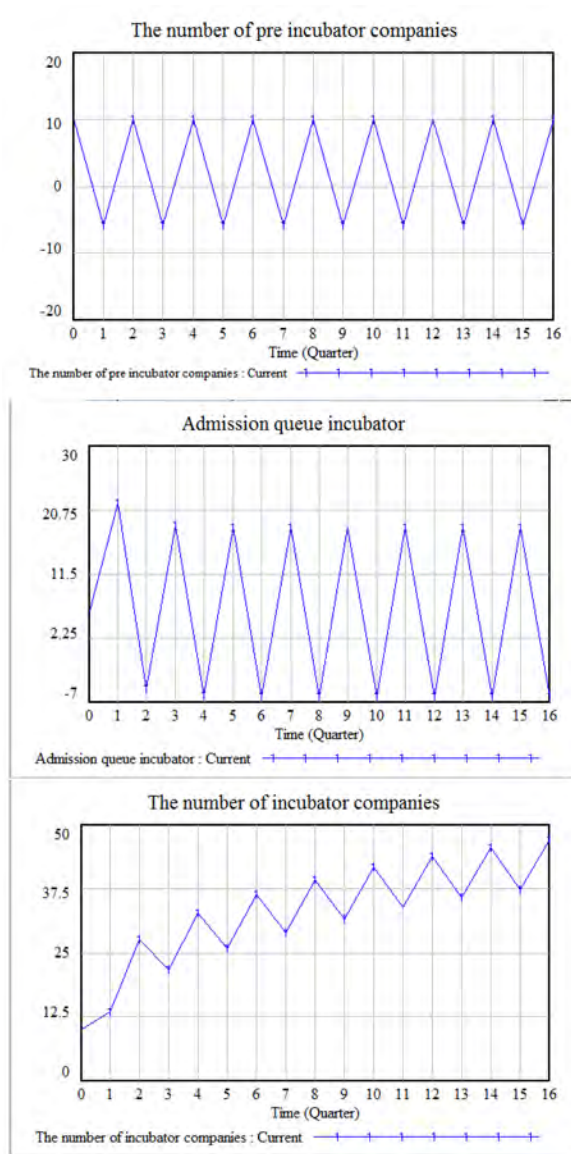 The number of pre incubator companies
20
10
0
-10
-20
0 1 2 3 4 5 6 7 8 9 10 11 12 13 14 15 16
Time (Quarter)
The number of pre incubator companies : Current
Admission queue incubator
30
20.75
11.5
2.25
-7
0 1 2 3 4 5 6 7 8 9 10 11 12 13 14 15 16
Time (Quarter)
Admission queue incubator : Current
The number of incubator companies
50
37.5
25
12.5
0
0 1 2 3 4 5 6 7 8 9 10 11 12 13 14 15 16
Time (Quarter)
The number of incubator companies : Current